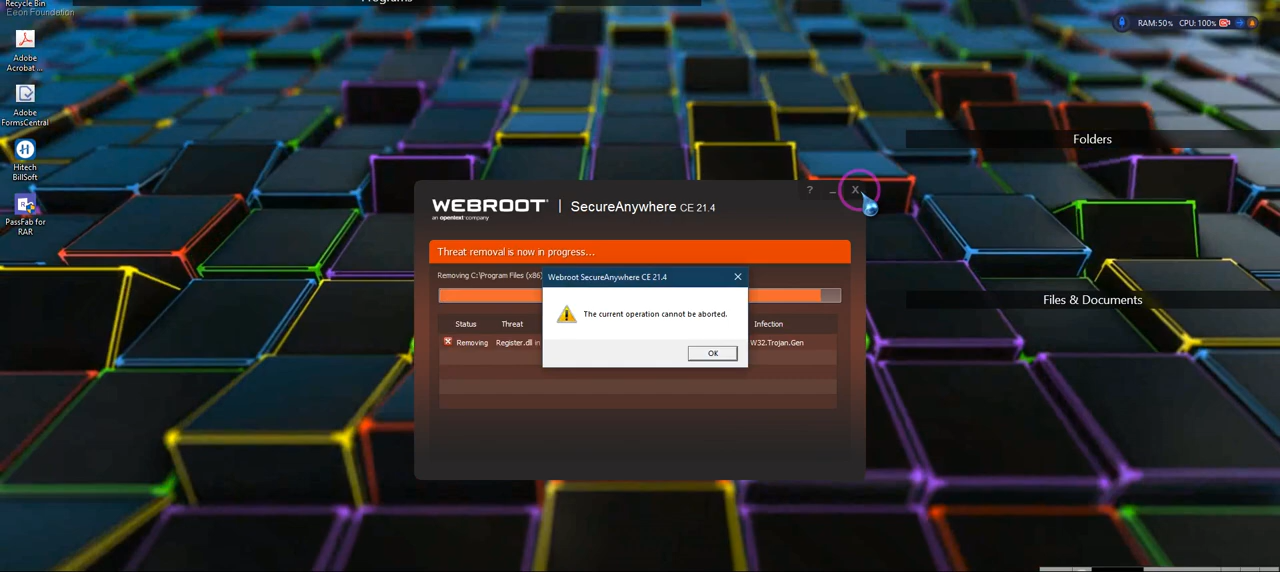 Recycle Bin
Eeon Foundation
Adobe
Acrobat ...
Adobe
FormsCentral
Hitech
BillSoft
PassFab for
RAR
RAM: 50% CPU: 100%
Folders
Files & Documents
? _ X
WEBROOT | SecureAnywhere CE 21.4
an opentext company
Threat removal is now in progress...
Removing C:\Program Files (x86)
Webroot SecureAnywhere CE 21.4
The current operation cannot be aborted.
OK
Status Threat Infection
Removing Register.dll in W32.Trojan.Gen